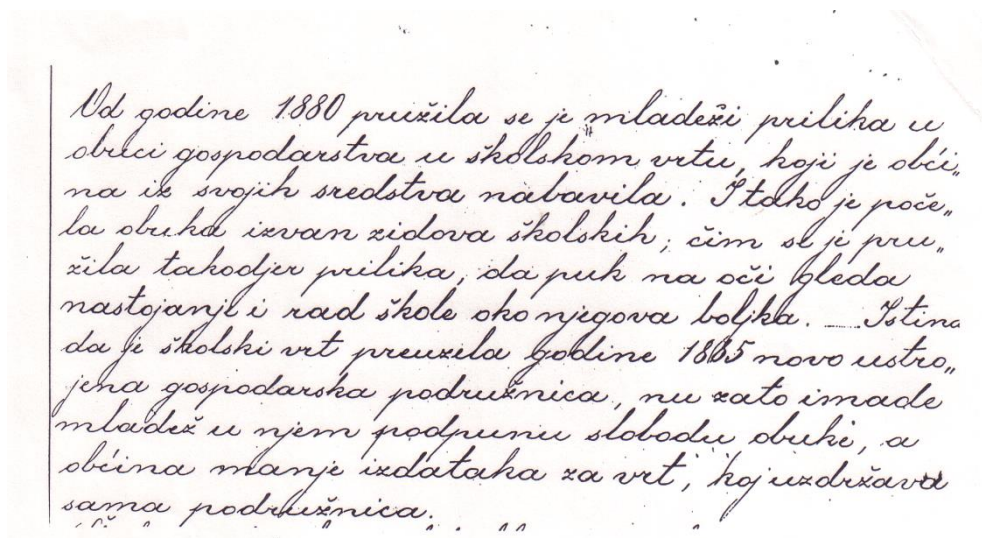 Od godine 1880 pružila se je mladeži prilika u
obuci gospodarstva u školskom vrtu, koji je obći„
na iz svojih sredstva nabavila. I tako je poče„
la obuka izvan zidova školskih, čim se je pru„
žila takodjer prilika, da puk na oči gleda
nastojanje i rad škole oko njegova boljka. — Istina
da je školski vrt preuzela godine 1885 novo ustro„
jena gospodarska podružnica, nu zato imade
mladež u njem podpunu slobodu obuke, a
obćina manje izdataka za vrt, koj uzdržava
sama podružnica.